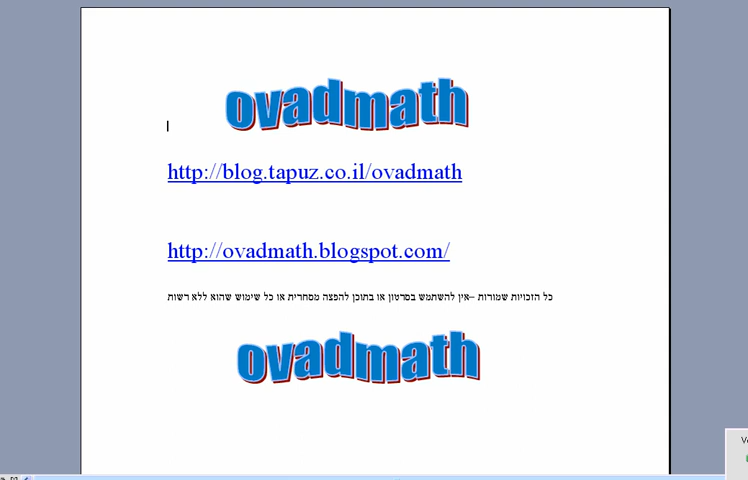 ovadmath
http://blog.tapuz.co.il/ovadmath
http://ovadmath.blogspot.com/
כל הזכויות שמורות –אין להשתמש בסרטון או בתוכן להפצה מסחרית או כל שימוש שהוא ללא רשות
ovadmath